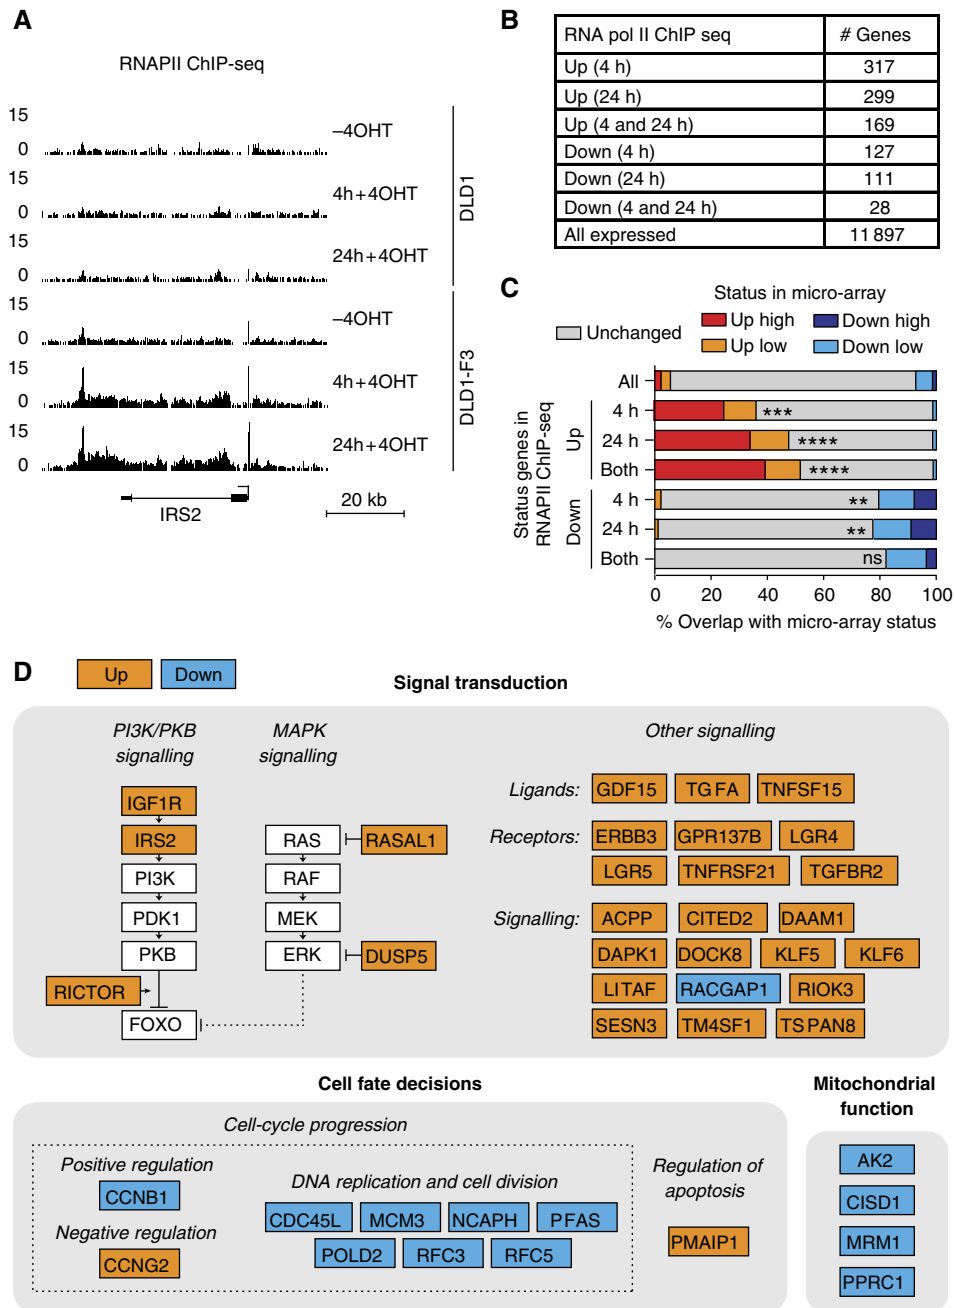 A
RNAPII ChIP-seq
15
0
–4OHT
15
0
4h+4OHT
15
0
24h+4OHT
DLD1
15
0
–4OHT
15
0
4h+4OHT
15
0
24h+4OHT
DLD1-F3
IRS2
20 kb
B
RNA pol II ChIP seq # Genes
Up (4 h) 317
Up (24 h) 299
Up (4 and 24 h) 169
Down (4 h) 127
Down (24 h) 111
Down (4 and 24 h) 28
All expressed 11 897
C
Status in micro-array
Unchanged
Up high
Down high
Up low
Down low
Status genes in
RNAPII ChIP-seq
Up
Down
All
4 h
***
24 h
****
Both
****
4 h
**
24 h
**
Both
ns
0 20 40 60 80 100
% Overlap with micro-array status
D
Up
Down
Signal transduction
PI3K/PKB
signalling
MAPK
signalling
Other signalling
IGF1R
IRS2
PI3K
PDK1
PKB
RICTOR
FOXO
RAS
RASAL1
RAF
MEK
ERK
DUSP5
Ligands: GDF15 TGFA TNFSF15
Receptors: ERBB3 GPR137B LGR4
LGR5 TNFRSF21 TGFBR2
Signalling: ACPP CITED2 DAAM1
DAPK1 DOCK8 KLF5 KLF6
LITAF RACGAP1 RIOK3
SESN3 TM4SF1 TSPAN8
Cell fate decisions
Cell-cycle progression
Positive regulation
CCNB1
Negative regulation
CCNG2
DNA replication and cell division
CDC45L MCM3 NCAPH PFAS
POLD2 RFC3 RFC5
Regulation of
apoptosis
PMAIP1
Mitochondrial
function
AK2
CISD1
MRM1
PPRC1